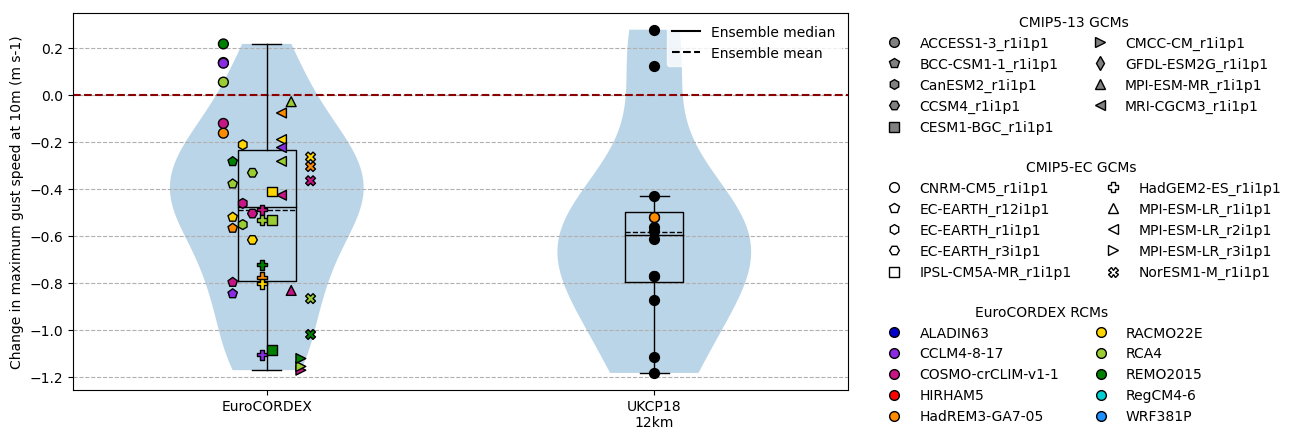 Change in maximum gust speed at 10m (m s-1)
0.2
0.0
−0.2
−0.4
−0.6
−0.8
−1.0
−1.2
EuroCORDEX
UKCP18
12km
Ensemble median
Ensemble mean
CMIP5-13 GCMs
ACCESS1-3_r1i1p1
BCC-CSM1-1_r1i1p1
CanESM2_r1i1p1
CCSM4_r1i1p1
CESM1-BGC_r1i1p1
CMCC-CM_r1i1p1
GFDL-ESM2G_r1i1p1
MPI-ESM-MR_r1i1p1
MRI-CGCM3_r1i1p1
CMIP5-EC GCMs
CNRM-CM5_r1i1p1
EC-EARTH_r12i1p1
EC-EARTH_r1i1p1
EC-EARTH_r3i1p1
IPSL-CM5A-MR_r1i1p1
HadGEM2-ES_r1i1p1
MPI-ESM-LR_r1i1p1
MPI-ESM-LR_r2i1p1
MPI-ESM-LR_r3i1p1
NorESM1-M_r1i1p1
EuroCORDEX RCMs
ALADIN63
CCLM4-8-17
COSMO-crCLIM-v1-1
HIRHAM5
HadREM3-GA7-05
RACMO22E
RCA4
REMO2015
RegCM4-6
WRF381P